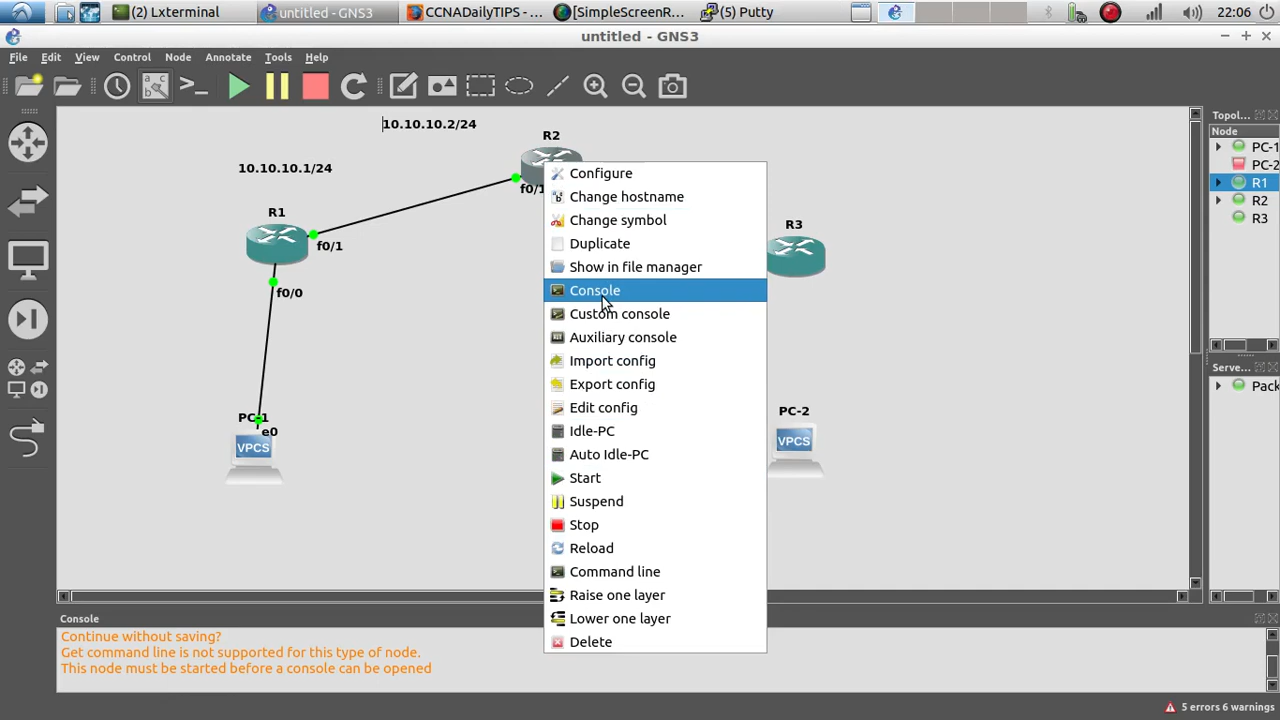 (2) Lxterminal
untitled - GNS3
CCNADailyTIPS - ...
[SimpleScreenR...
(5) Putty
22:06
untitled - GNS3
File Edit View Control Node Annotate Tools Help
10.10.10.2/24
R2
10.10.10.1/24
f0/1
R1
f0/1
f0/0
R3
PC-1
e0
VPCS
PC-2
VPCS
Configure
Change hostname
Change symbol
Duplicate
Show in file manager
Console
Custom console
Auxiliary console
Import config
Export config
Edit config
Idle-PC
Auto Idle-PC
Start
Suspend
Stop
Reload
Command line
Raise one layer
Lower one layer
Delete
Topol...
Node
PC-1
PC-2
R1
R2
R3
Serve...
Pack
Console
Continue without saving?
Get command line is not supported for this type of node.
This node must be started before a console can be opened
5 errors 6 warnings